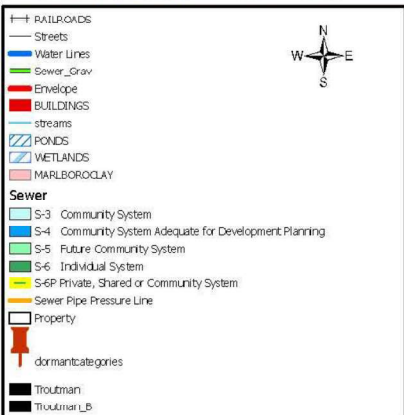 RAILROADS
N
Streets
W E
Water Lines
S
Sewer_Grav
Envelope
BUILDINGS
streams
PONDS
WETLANDS
MARLBOROCLAY
Sewer
S-3 Community System
S-4 Community System Adequate for Development Planning
S-5 Future Community System
S-6 Individual System
S-6P Private, Shared or Community System
Sewer Pipe Pressure Line
Property
dormantcategories
Troutman
Troutman_B